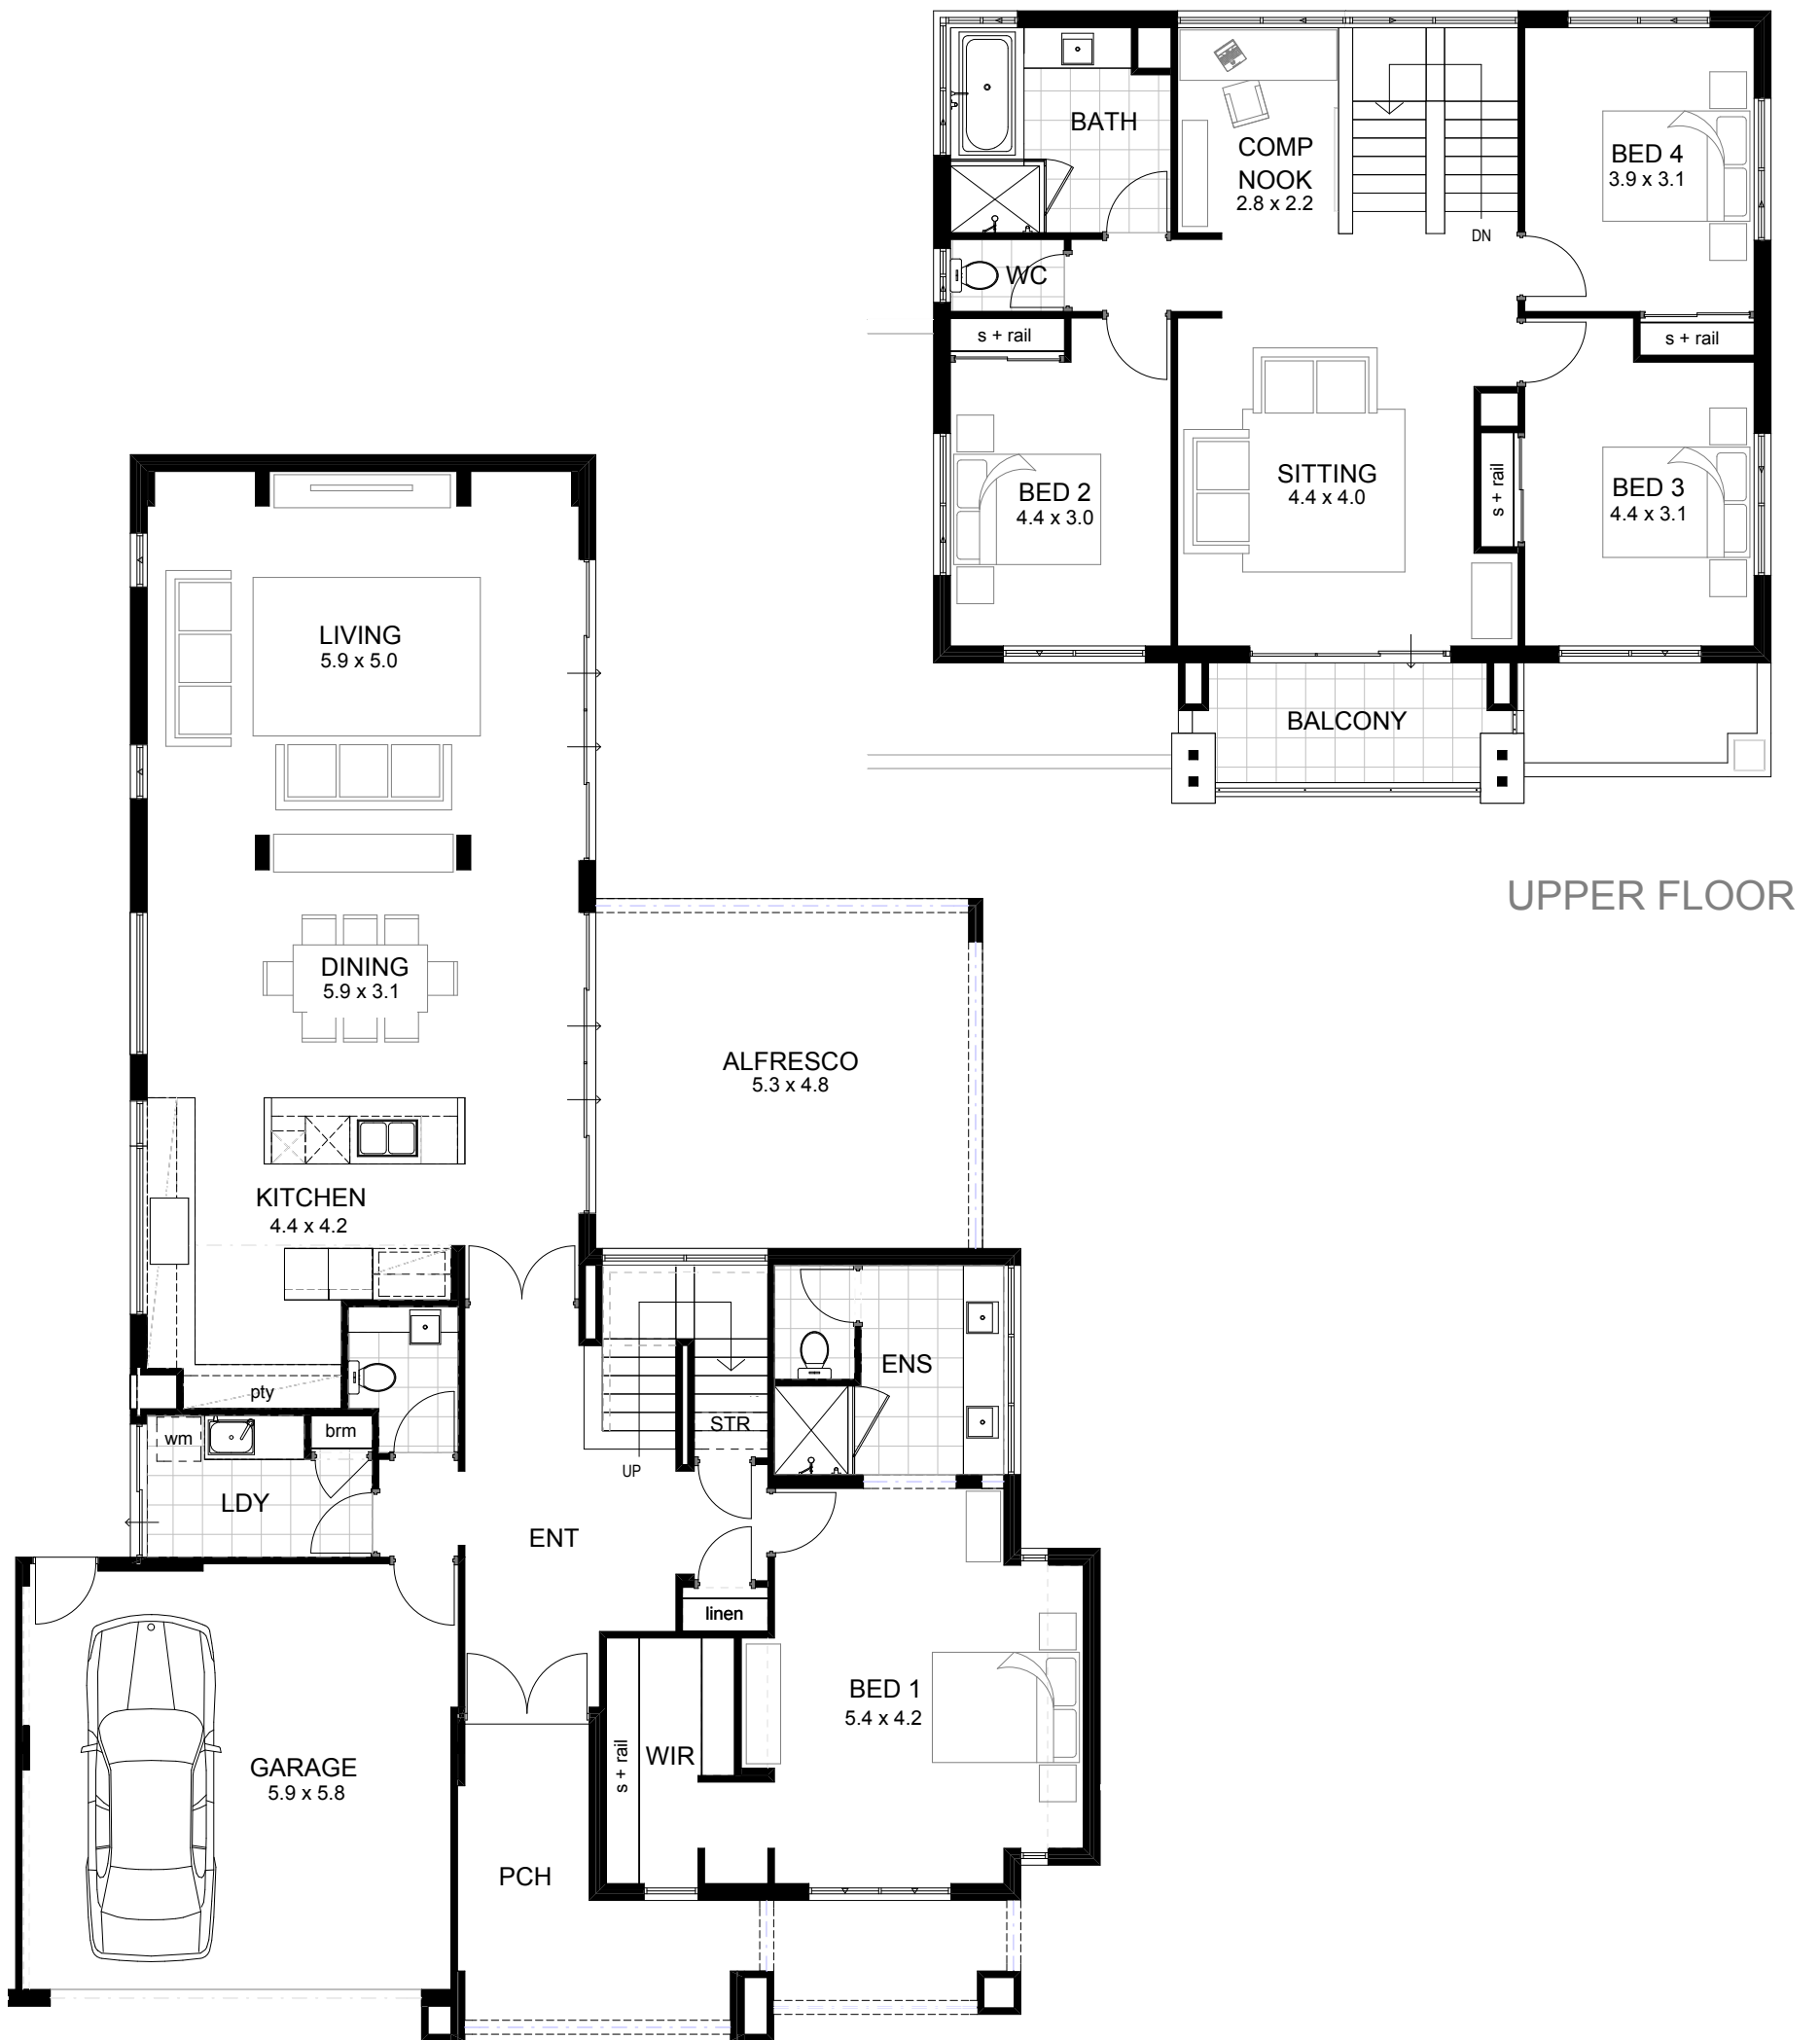 BATH
COMP
NOOK
2.8 x 2.2
BED 4
3.9 x 3.1
DN
WC
s + rail
s + rail
BED 2
4.4 x 3.0
SITTING
4.4 x 4.0
s + rail
BED 3
4.4 x 3.1
BALCONY
UPPER FLOOR
LIVING
5.9 x 5.0
DINING
5.9 x 3.1
ALFRESCO
5.3 x 4.8
KITCHEN
4.4 x 4.2
ENS
pty
wm
brm
STR
UP
LDY
ENT
linen
BED 1
5.4 x 4.2
s + rail
WIR
GARAGE
5.9 x 5.8
PCH